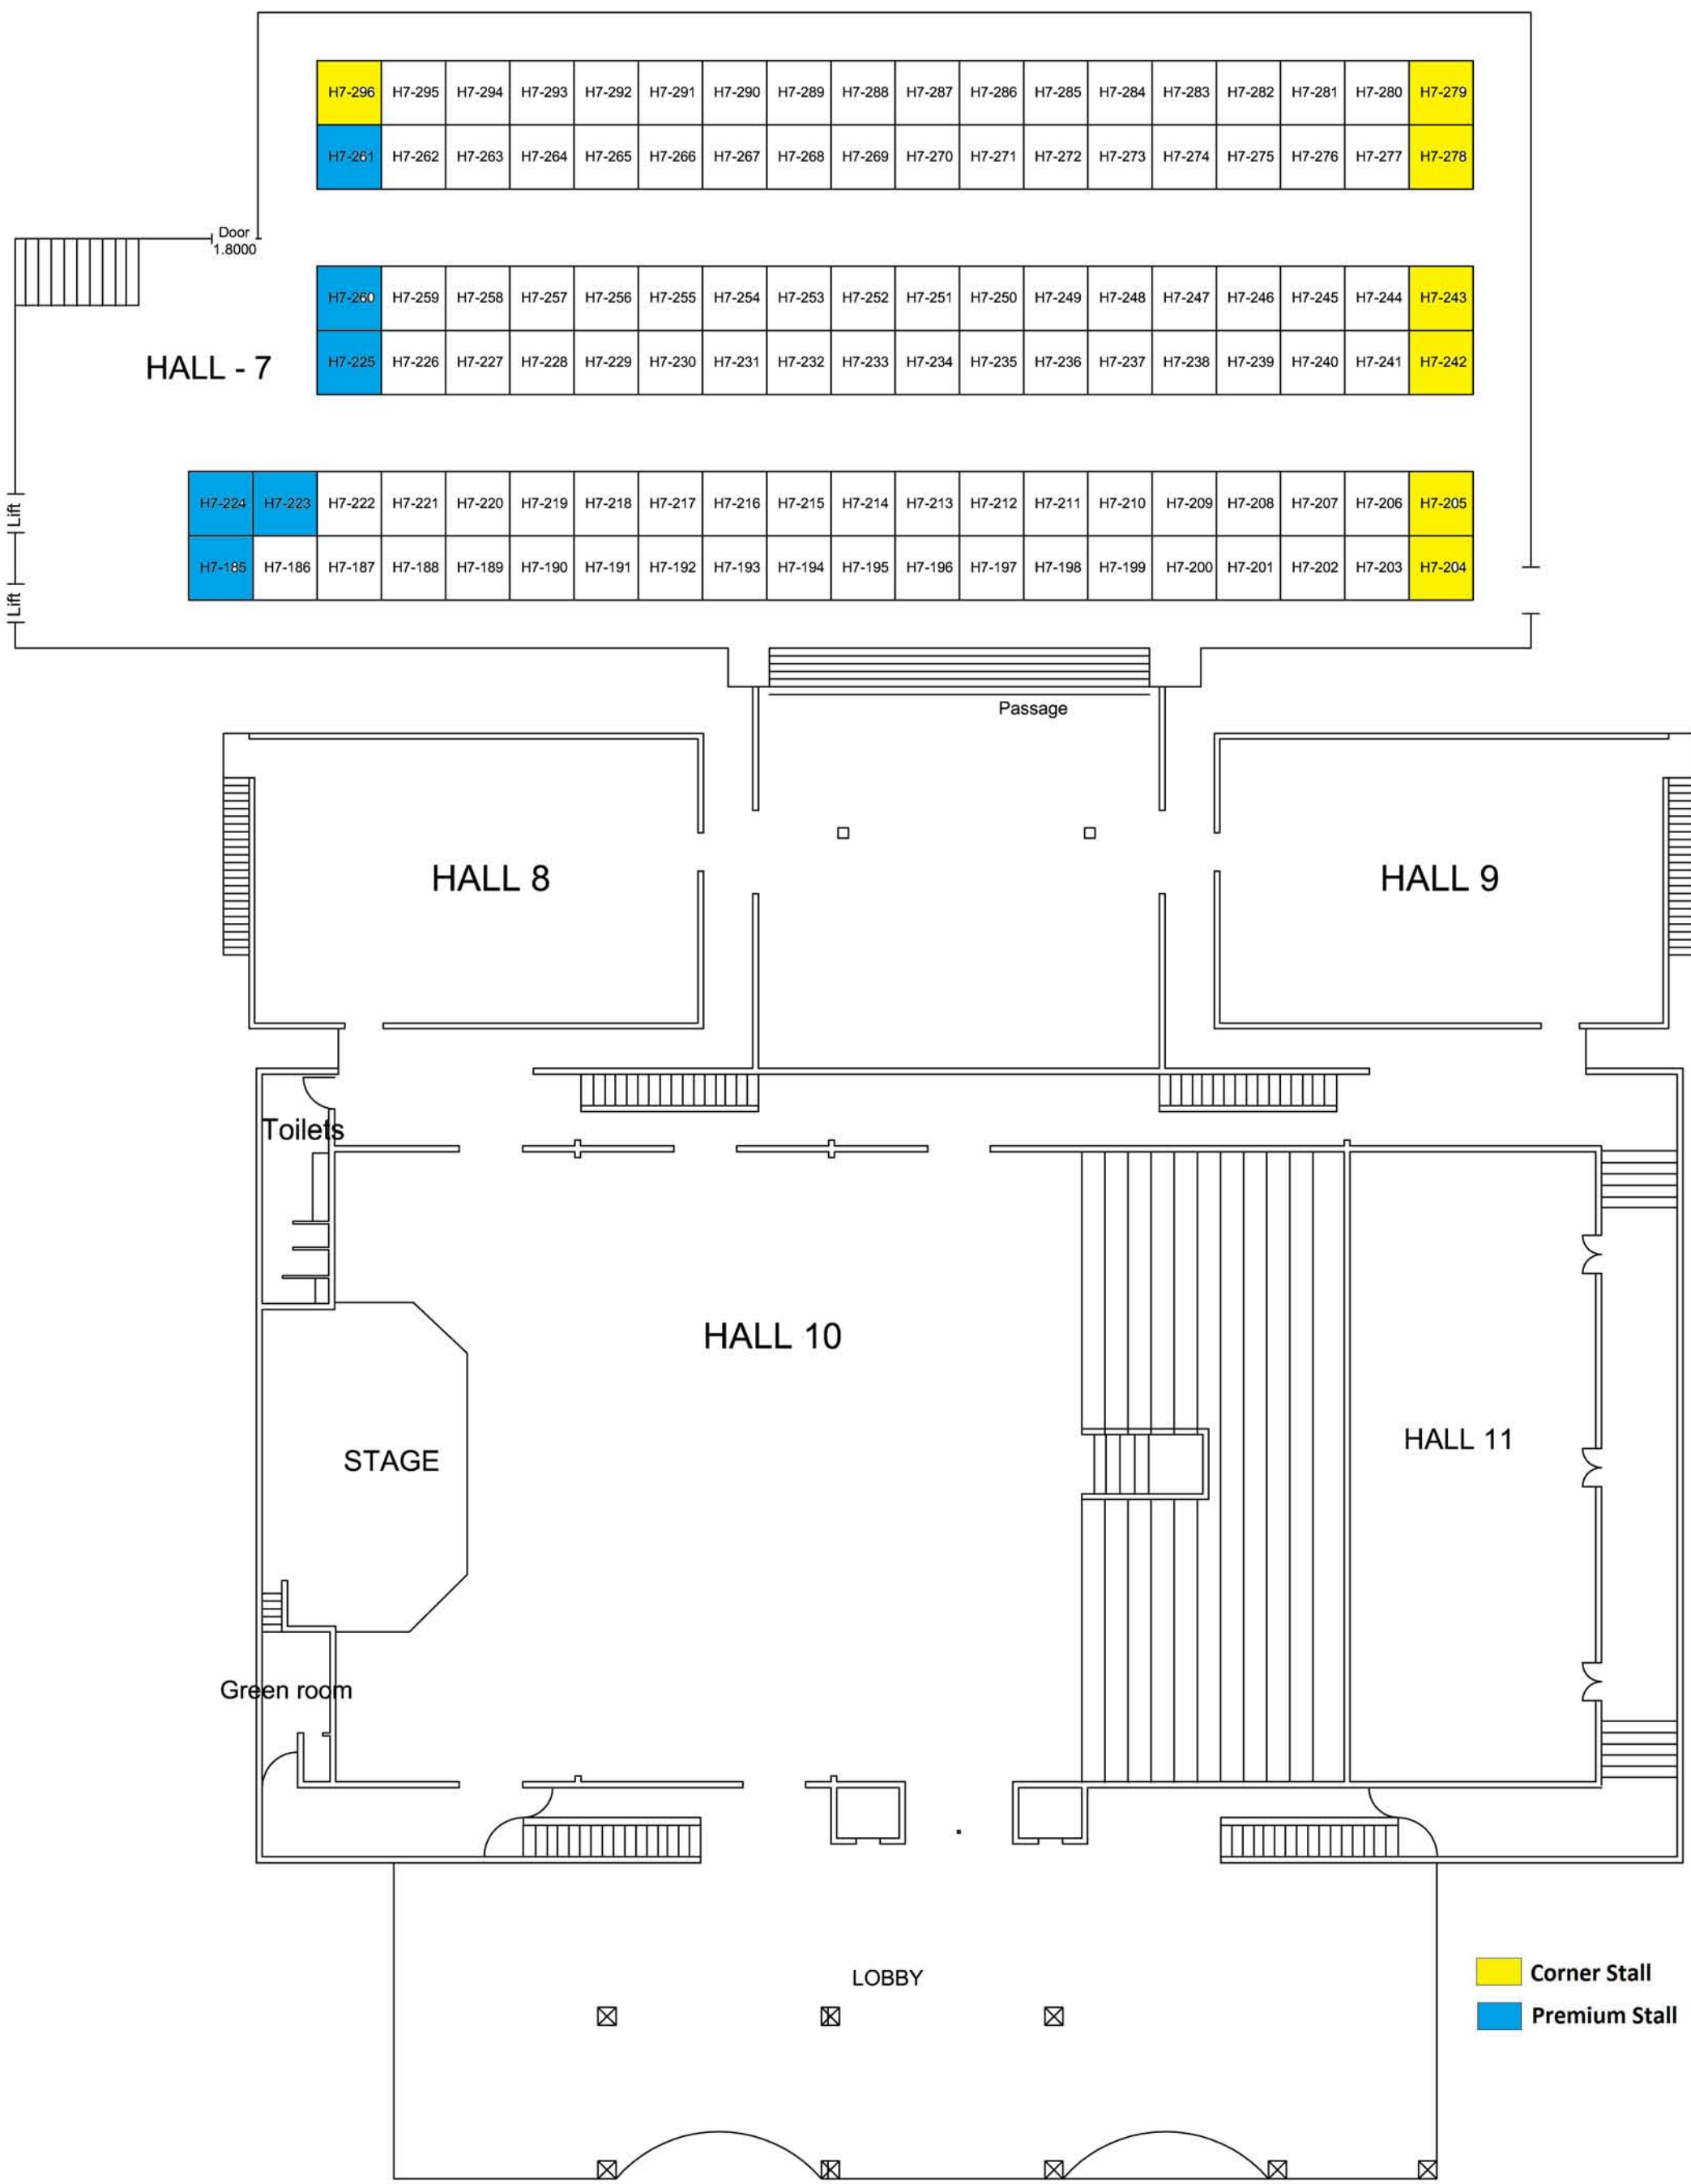 H7-296 H7-295 H7-294 H7-293 H7-292 H7-291 H7-290 H7-289 H7-288 H7-287 H7-286 H7-285 H7-284 H7-283 H7-282 H7-281 H7-280 H7-279
H7-261 H7-262 H7-263 H7-264 H7-265 H7-266 H7-267 H7-268 H7-269 H7-270 H7-271 H7-272 H7-273 H7-274 H7-275 H7-276 H7-277 H7-278
Door
1.8000
H7-260 H7-259 H7-258 H7-257 H7-256 H7-255 H7-254 H7-253 H7-252 H7-251 H7-250 H7-249 H7-248 H7-247 H7-246 H7-245 H7-244 H7-243
HALL - 7
H7-225 H7-226 H7-227 H7-228 H7-229 H7-230 H7-231 H7-232 H7-233 H7-234 H7-235 H7-236 H7-237 H7-238 H7-239 H7-240 H7-241 H7-242
Lift
H7-224 H7-223 H7-222 H7-221 H7-220 H7-219 H7-218 H7-217 H7-216 H7-215 H7-214 H7-213 H7-212 H7-211 H7-210 H7-209 H7-208 H7-207 H7-206 H7-205
H7-185 H7-186 H7-187 H7-188 H7-189 H7-190 H7-191 H7-192 H7-193 H7-194 H7-195 H7-196 H7-197 H7-198 H7-199 H7-200 H7-201 H7-202 H7-203 H7-204
Lift
Passage
HALL 8
HALL 9
Toilets
HALL 10
HALL 11
STAGE
Green room
LOBBY
Corner Stall
Premium Stall